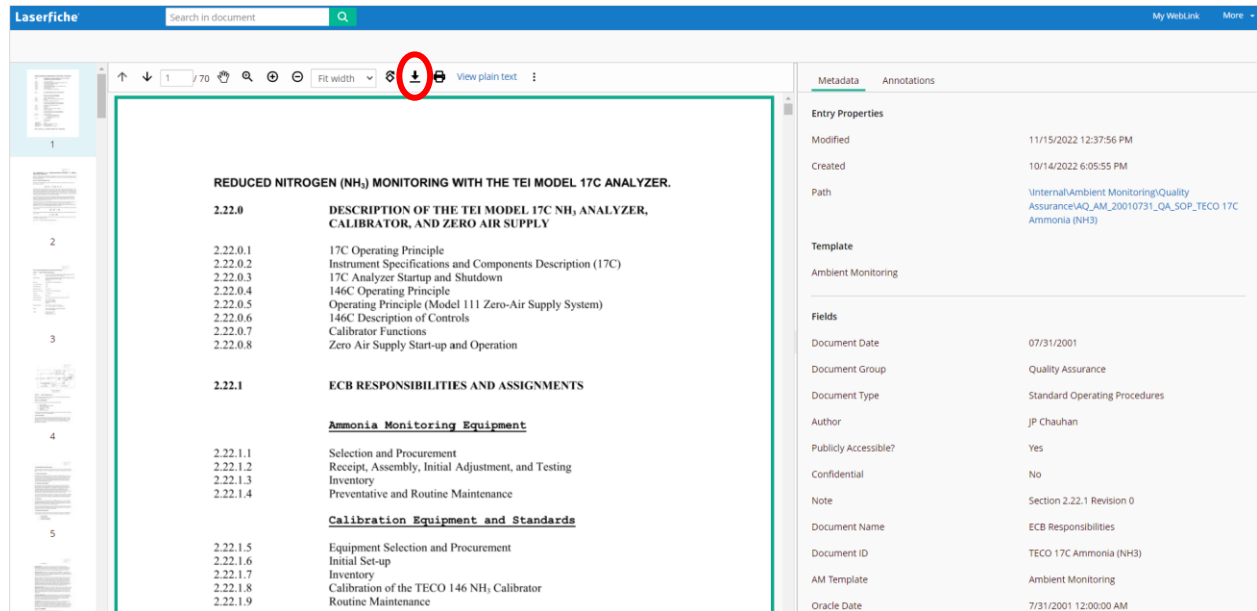 Laserfiche
Search in document
My WebLink More
1 / 70 Fit width View plain text
1
2
3
4
5
REDUCED NITROGEN (NH₃) MONITORING WITH THE TEI MODEL 17C ANALYZER.
2.22.0 DESCRIPTION OF THE TEI MODEL 17C NH₃ ANALYZER,
CALIBRATOR, AND ZERO AIR SUPPLY
2.22.0.1 17C Operating Principle
2.22.0.2 Instrument Specifications and Components Description (17C)
2.22.0.3 17C Analyzer Startup and Shutdown
2.22.0.4 146C Operating Principle
2.22.0.5 Operating Principle (Model 111 Zero-Air Supply System)
2.22.0.6 146C Description of Controls
2.22.0.7 Calibrator Functions
2.22.0.8 Zero Air Supply Start-up and Operation
2.22.1 ECB RESPONSIBILITIES AND ASSIGNMENTS
Ammonia Monitoring Equipment
2.22.1.1 Selection and Procurement
2.22.1.2 Receipt, Assembly, Initial Adjustment, and Testing
2.22.1.3 Inventory
2.22.1.4 Preventative and Routine Maintenance
Calibration Equipment and Standards
2.22.1.5 Equipment Selection and Procurement
2.22.1.6 Initial Set-up
2.22.1.7 Inventory
2.22.1.8 Calibration of the TECO 146 NH₃ Calibrator
2.22.1.9 Routine Maintenance
Metadata Annotations
Entry Properties
Modified 11/15/2022 12:37:56 PM
Created 10/14/2022 6:05:55 PM
Path \Internal\Ambient Monitoring\Quality
Assurance\AQ_AM_20010731_QA_SOP_TECO 17C
Ammonia (NH3)
Template
Ambient Monitoring
Fields
Document Date 07/31/2001
Document Group Quality Assurance
Document Type Standard Operating Procedures
Author JP Chauhan
Publicly Accessible? Yes
Confidential No
Note Section 2.22.1 Revision 0
Document Name ECB Responsibilities
Document ID TECO 17C Ammonia (NH3)
AM Template Ambient Monitoring
Oracle Date 7/31/2001 12:00:00 AM